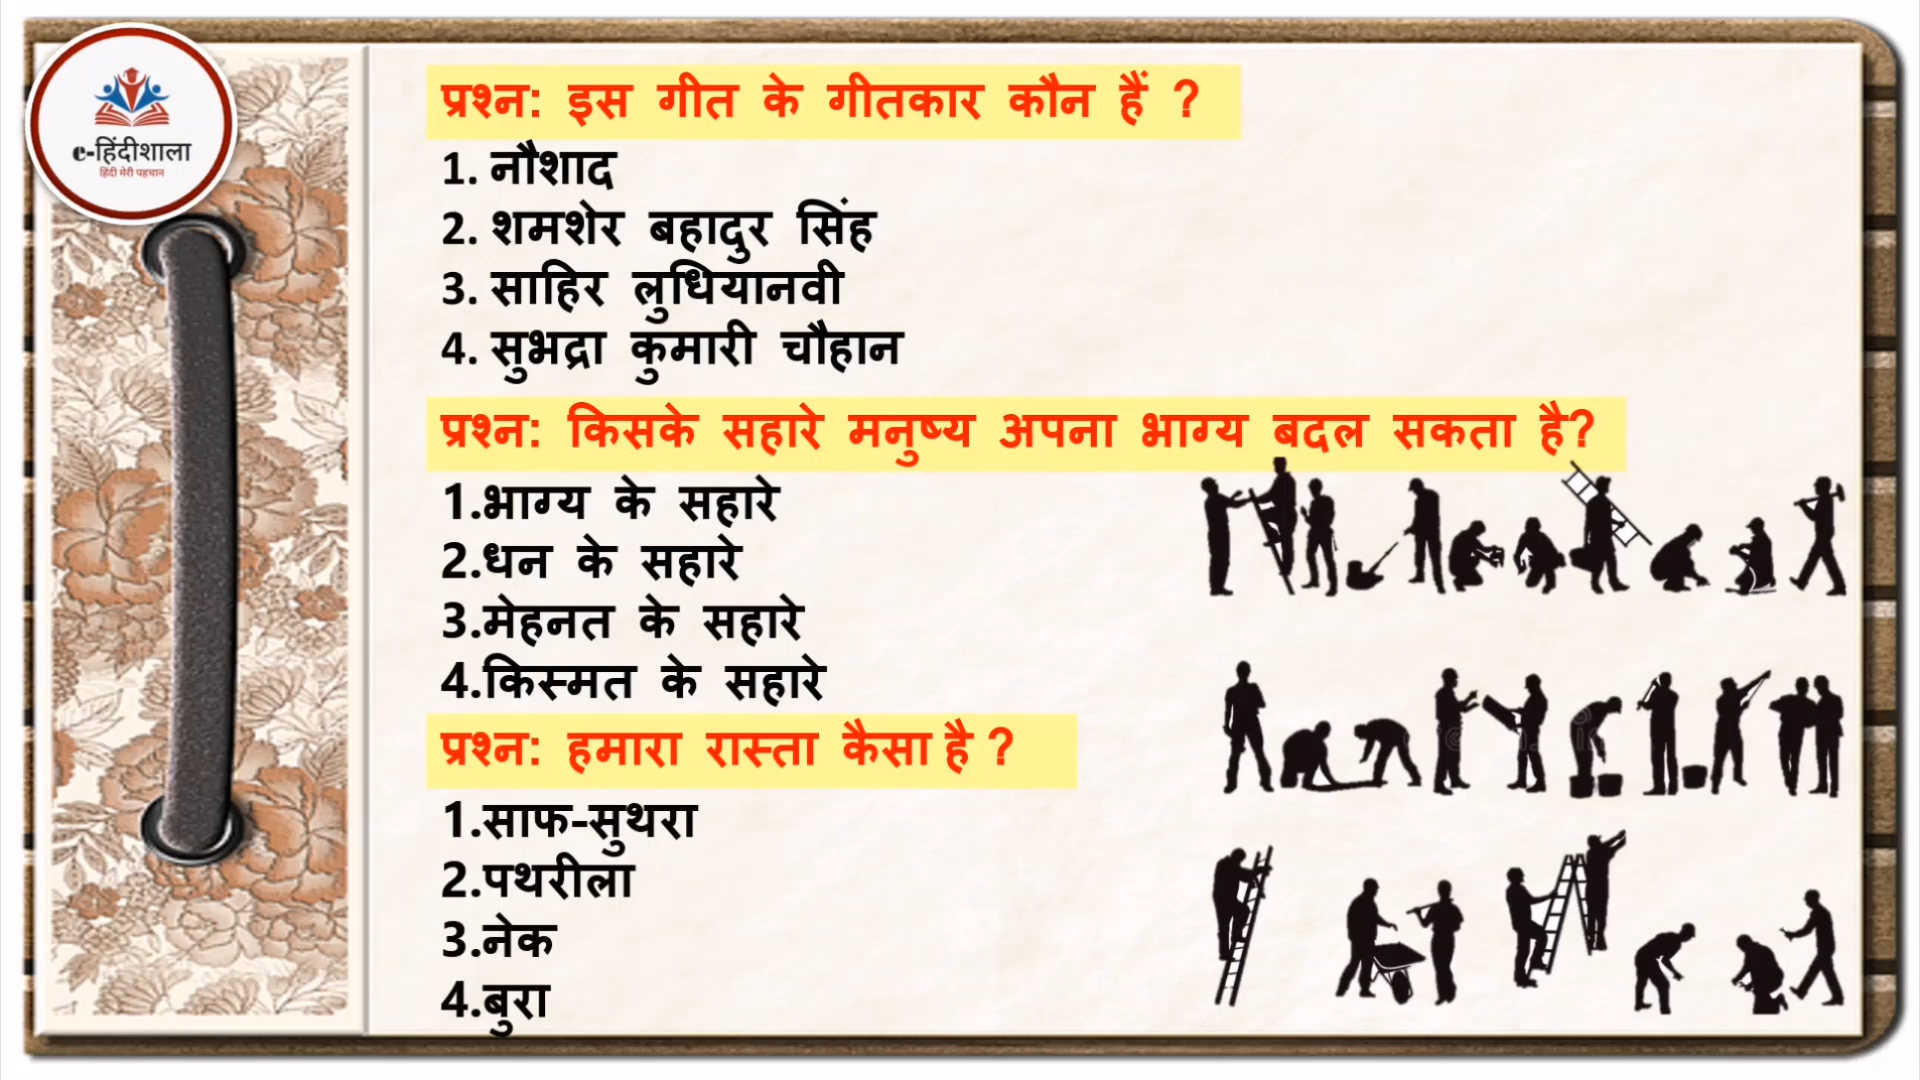 e-हिंदीशाला
हिंदी मेरी पहचान
प्रश्न: इस गीत के गीतकार कौन हैं ?
1. नौशाद
2. शमशेर बहादुर सिंह
3. साहिर लुधियानवी
4. सुभद्रा कुमारी चौहान
प्रश्न: किसके सहारे मनुष्य अपना भाग्य बदल सकता है?
1.भाग्य के सहारे
2.धन के सहारे
3.मेहनत के सहारे
4.किस्मत के सहारे
प्रश्न: हमारा रास्ता कैसा है ?
1.साफ-सुथरा
2.पथरीला
3.नेक
4.बुरा